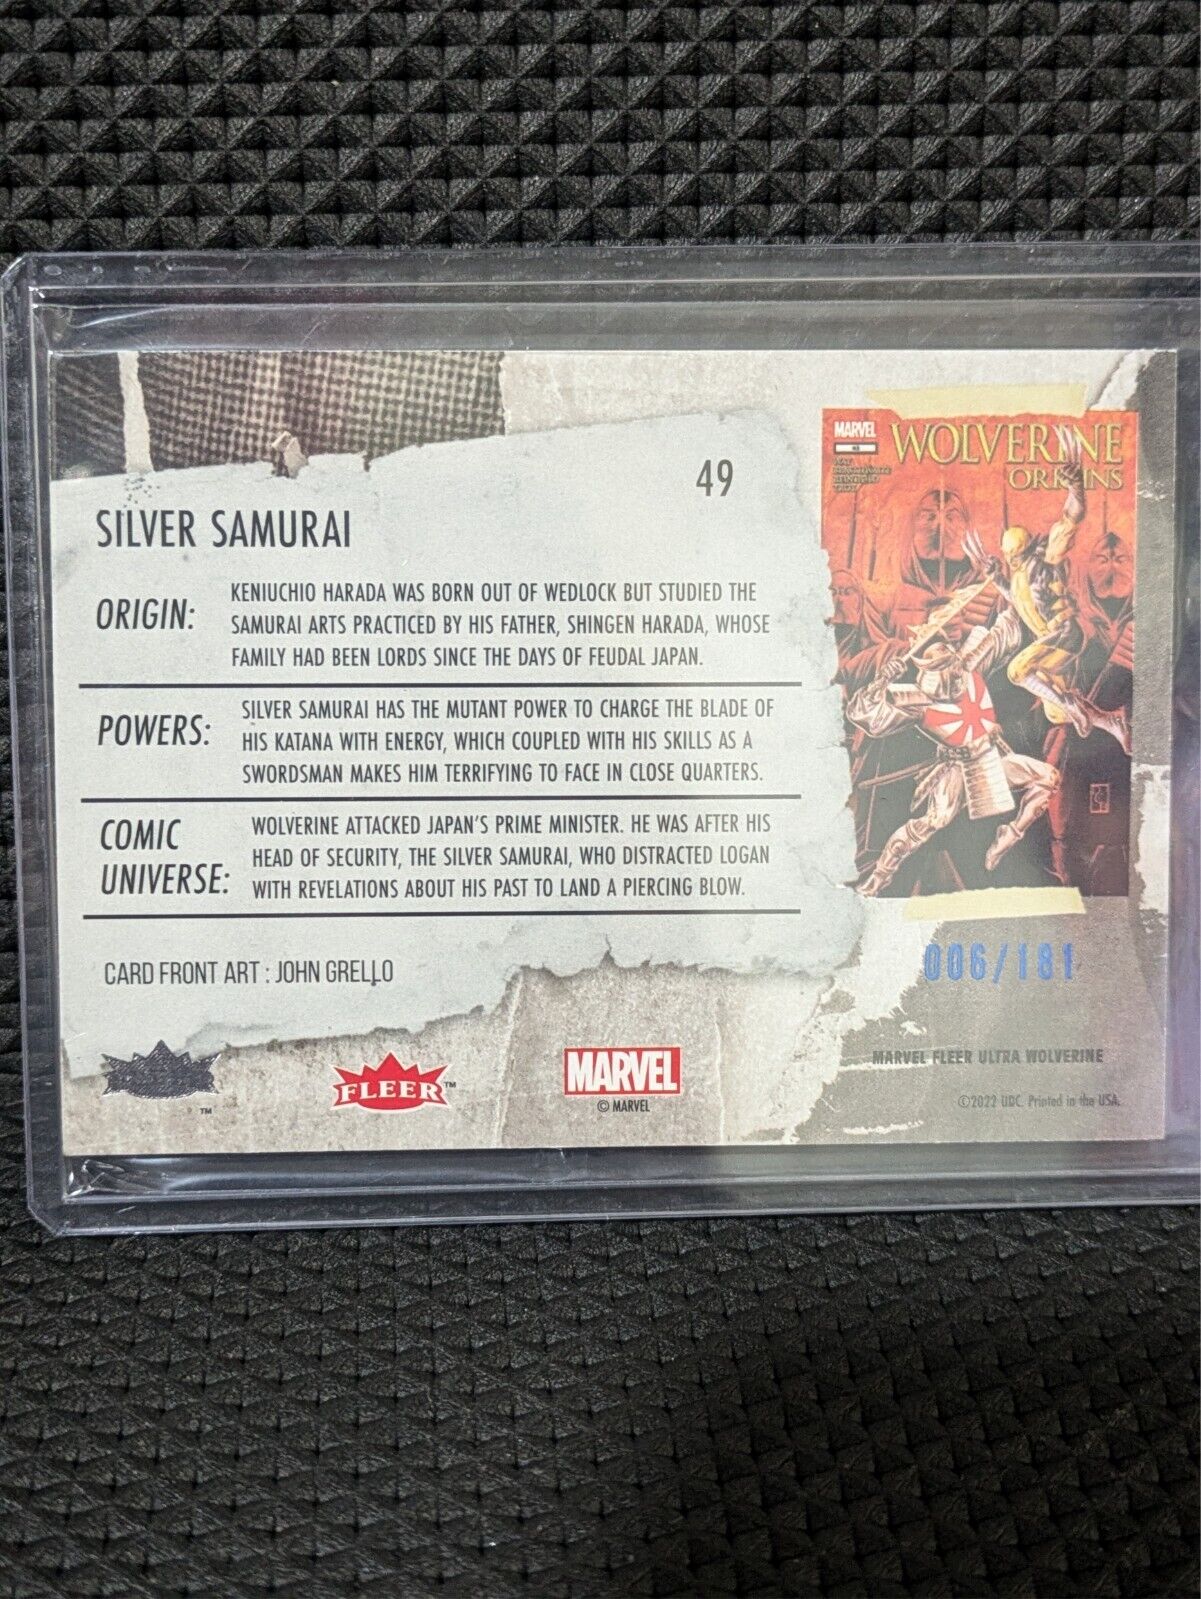 49
SILVER SAMURAI
ORIGIN:
KENIUCHIO HARADA WAS BORN OUT OF WEDLOCK BUT STUDIED THE
SAMURAI ARTS PRACTICED BY HIS FATHER, SHINGEN HARADA, WHOSE
FAMILY HAD BEEN LORDS SINCE THE DAYS OF FEUDAL JAPAN.
POWERS:
SILVER SAMURAI HAS THE MUTANT POWER TO CHARGE THE BLADE OF
HIS KATANA WITH ENERGY, WHICH COUPLED WITH HIS SKILLS AS A
SWORDSMAN MAKES HIM TERRIFYING TO FACE IN CLOSE QUARTERS.
COMIC
UNIVERSE:
WOLVERINE ATTACKED JAPAN'S PRIME MINISTER. HE WAS AFTER HIS
HEAD OF SECURITY, THE SILVER SAMURAI, WHO DISTRACTED LOGAN
WITH REVELATIONS ABOUT HIS PAST TO LAND A PIERCING BLOW.
CARD FRONT ART : JOHN GRELLO
MARVEL
WOLVERINE
ORIGINS
006/181
TM
FLEER™
MARVEL
© MARVEL
MARVEL FLEER ULTRA WOLVERINE
©2022 UDC. Printed in the USA.